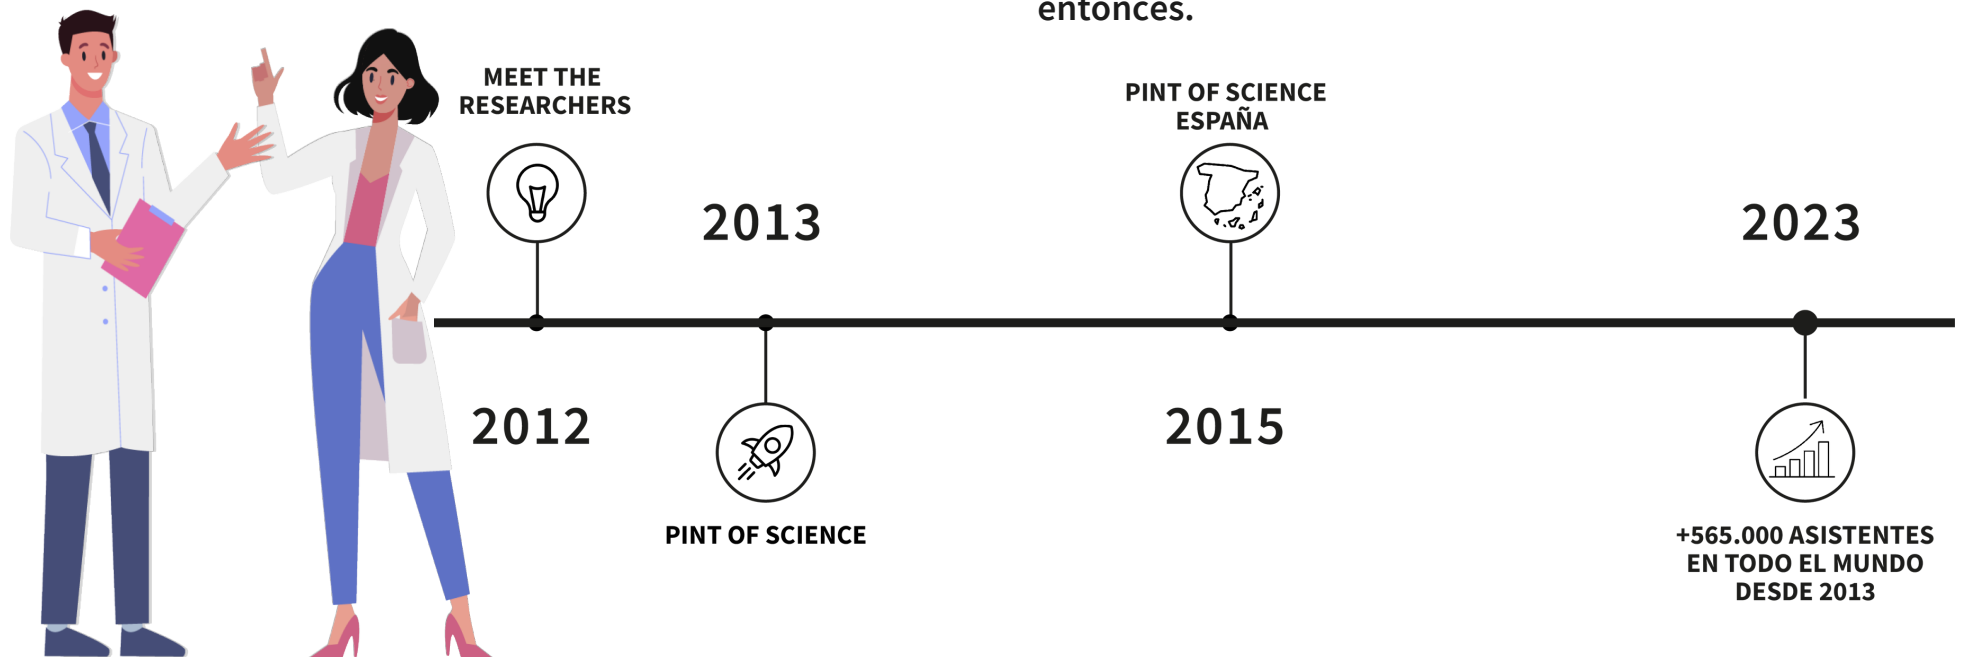 entonces.
MEET THE
RESEARCHERS
2012
2013
PINT OF SCIENCE
PINT OF SCIENCE
ESPAÑA
2015
2023
+565.000 ASISTENTES
EN TODO EL MUNDO
DESDE 2013